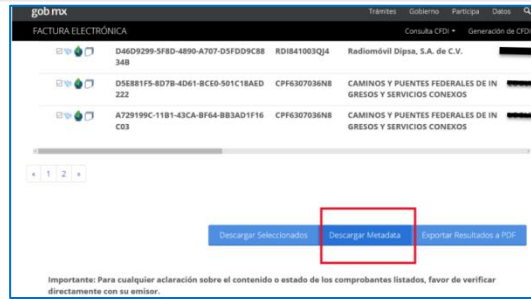 gob mx Trámites Gobierno Participa Datos
FACTURA ELECTRÓNICA Consulta CFDI Generación de CFDI
D46D9299-5F8D-4890-A707-D5FDD9C88 RDI841003QJ4 Radiomóvil Dipsa, S.A. de C.V.
34B
D5E881F5-8D7B-4D61-BCE0-501C18AED CPF6307036N8 CAMINOS Y PUENTES FEDERALES DE IN
222 GRESOS Y SERVICIOS CONEXOS
A729199C-11B1-43CA-BF64-BB3AD1F16 CPF6307036N8 CAMINOS Y PUENTES FEDERALES DE IN
C03 GRESOS Y SERVICIOS CONEXOS
« 1 2 »
Descargar Seleccionados Descargar Metadata Exportar Resultados a PDF
Importante: Para cualquier aclaración sobre el contenido o estado de los comprobantes listados, favor de verificar
directamente con su emisor.